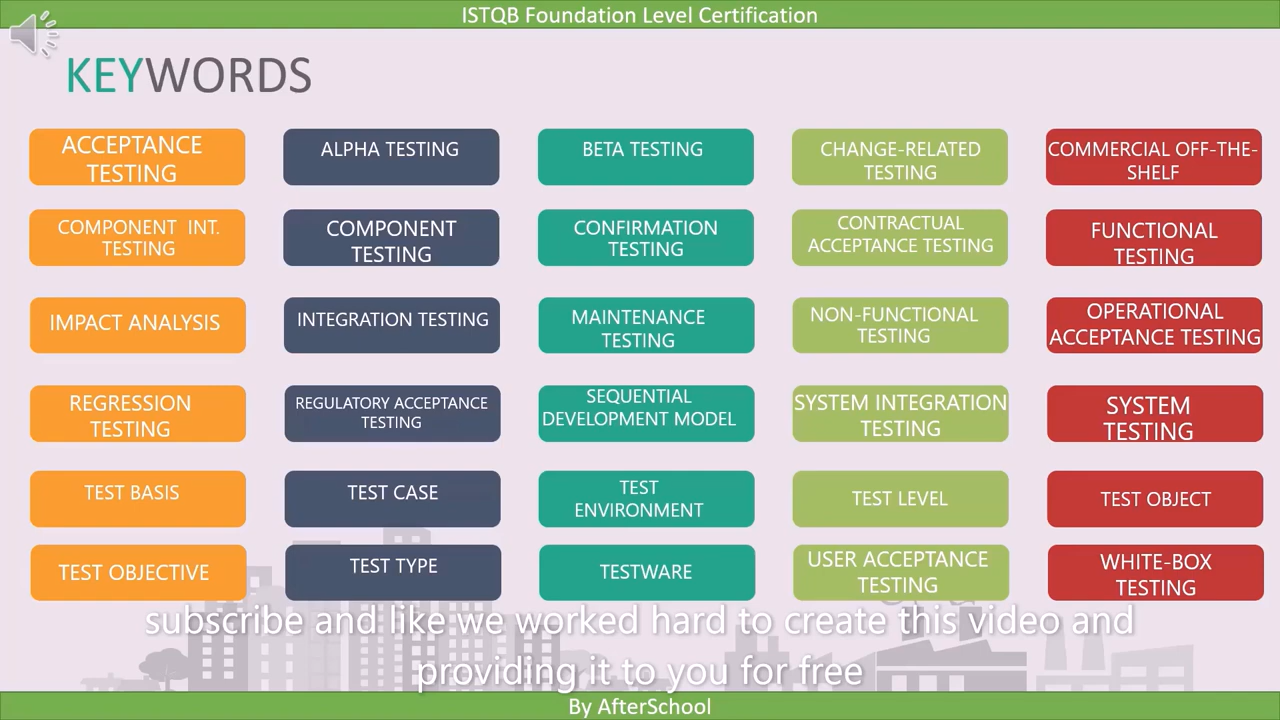 ISTQB Foundation Level Certification
KEYWORDS
ACCEPTANCE
TESTING
ALPHA TESTING
BETA TESTING
CHANGE-RELATED
TESTING
COMMERCIAL OFF-THE-
SHELF
COMPONENT INT.
TESTING
COMPONENT
TESTING
CONFIRMATION
TESTING
CONTRACTUAL
ACCEPTANCE TESTING
FUNCTIONAL
TESTING
IMPACT ANALYSIS
INTEGRATION TESTING
MAINTENANCE
TESTING
NON-FUNCTIONAL
TESTING
OPERATIONAL
ACCEPTANCE TESTING
REGRESSION
TESTING
REGULATORY ACCEPTANCE
TESTING
SEQUENTIAL
DEVELOPMENT MODEL
SYSTEM INTEGRATION
TESTING
SYSTEM
TESTING
TEST BASIS
TEST CASE
TEST
ENVIRONMENT
TEST LEVEL
TEST OBJECT
TEST OBJECTIVE
TEST TYPE
TESTWARE
USER ACCEPTANCE
TESTING
WHITE-BOX
TESTING
subscribe and like we worked hard to create this video and
providing it to you for free
By AfterSchool